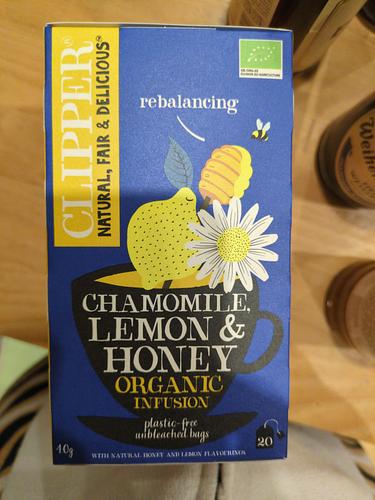 CLIPPER®
NATURAL, FAIR & DELICIOUS®
rebalancing
CHAMOMILE,
LEMON &
HONEY
ORGANIC
INFUSION
plastic-free
unbleached bags
40g
20
WITH NATURAL HONEY AND LEMON FLAVOURINGS